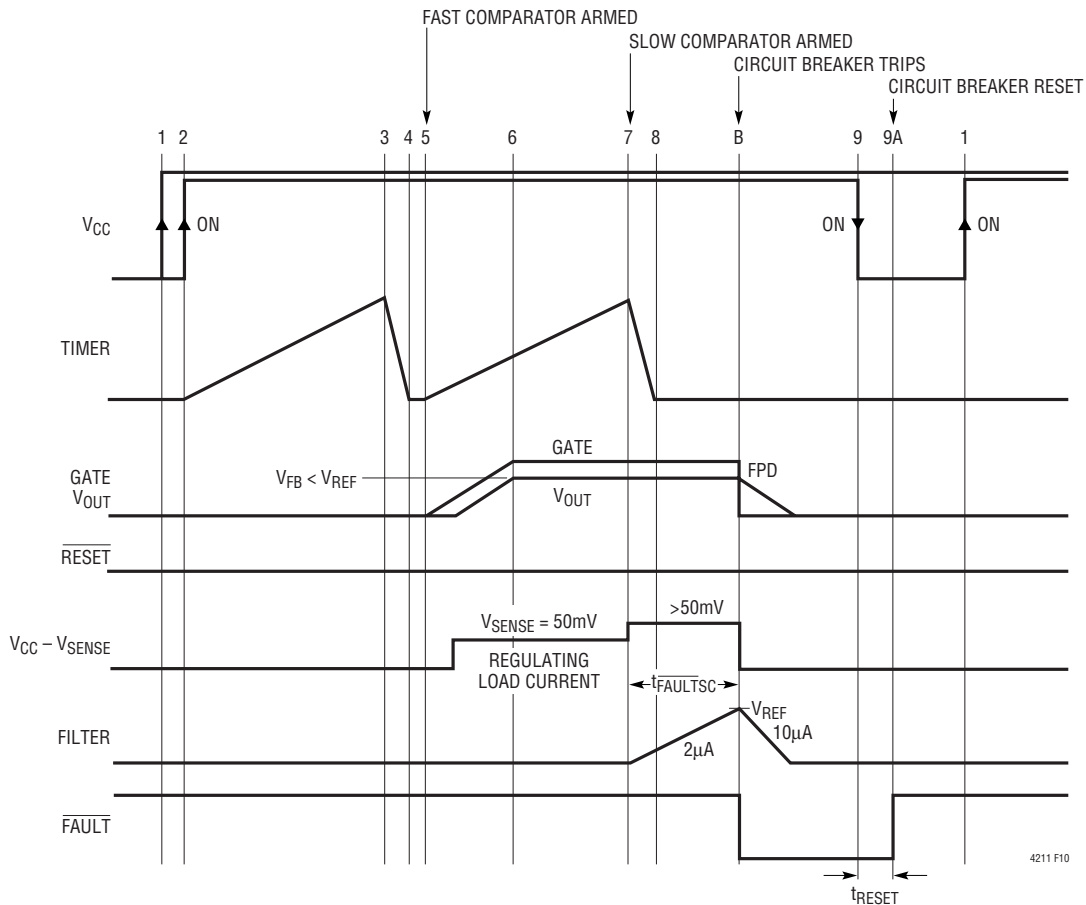 FAST COMPARATOR ARMED
SLOW COMPARATOR ARMED
CIRCUIT BREAKER TRIPS
CIRCUIT BREAKER RESET
1 2 3 4 5 6 7 8 B 9 9A 1
VCC
ON
ON
ON
TIMER
GATE
VOUT
VFB < VREF
GATE
VOUT
FPD
RESET
VCC – VSENSE
VSENSE = 50mV
>50mV
REGULATING
LOAD CURRENT
tFAULTSC
VREF
FILTER
2µA
10µA
FAULT
4211 F10
tRESET